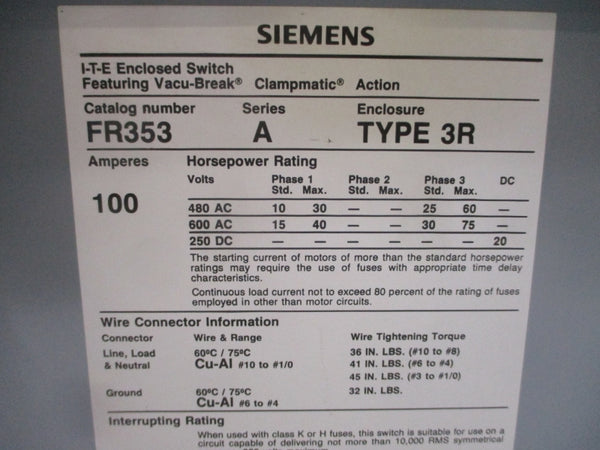 SIEMENS
I-T-E Enclosed Switch
Featuring Vacu-Break® Clampmatic® Action
Catalog number Series Enclosure
FR353 A TYPE 3R
Amperes Horsepower Rating
Volts Phase 1 Phase 2 Phase 3 DC
Std. Max. Std. Max. Std. Max.
100
480 AC 10 30 — — 25 60 —
600 AC 15 40 — — 30 75 —
250 DC — — — — — — 20
The starting current of motors of more than the standard horsepower
ratings may require the use of fuses with appropriate time delay
characteristics.
Continuous load current not to exceed 80 percent of the rating of fuses
employed in other than motor circuits.
Wire Connector Information
Connector Wire & Range Wire Tightening Torque
Line, Load 60ºC / 75ºC 36 IN. LBS. (#10 to #8)
& Neutral Cu-Al #10 to #1/0 41 IN. LBS. (#6 to #4)
45 IN. LBS. (#3 to #1/0)
Ground 60ºC / 75ºC 32 IN. LBS.
Cu-Al #6 to #4
Interrupting Rating
When used with class K or H fuses, this switch is suitable for use on a
circuit capable of delivering not more than 10,000 RMS symmetrical